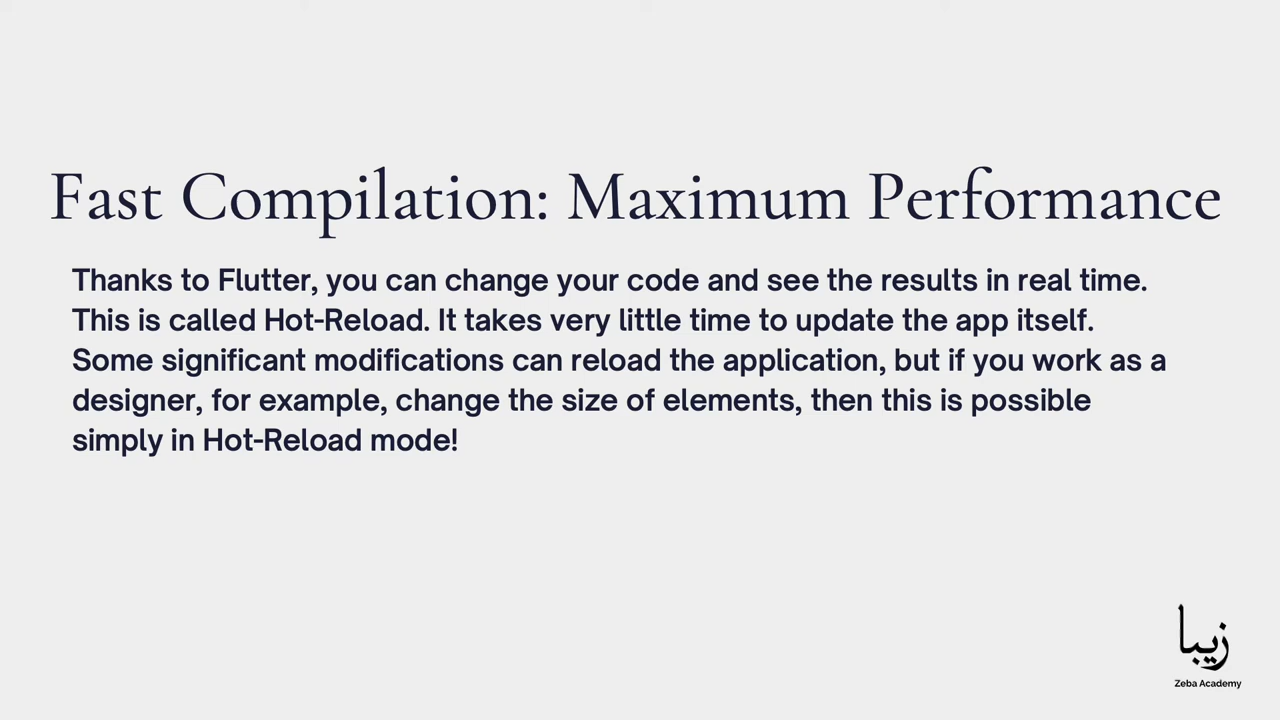 Fast Compilation: Maximum Performance
Thanks to Flutter, you can change your code and see the results in real time.
This is called Hot-Reload. It takes very little time to update the app itself.
Some significant modifications can reload the application, but if you work as a
designer, for example, change the size of elements, then this is possible
simply in Hot-Reload mode!
زیبا
Zeba Academy